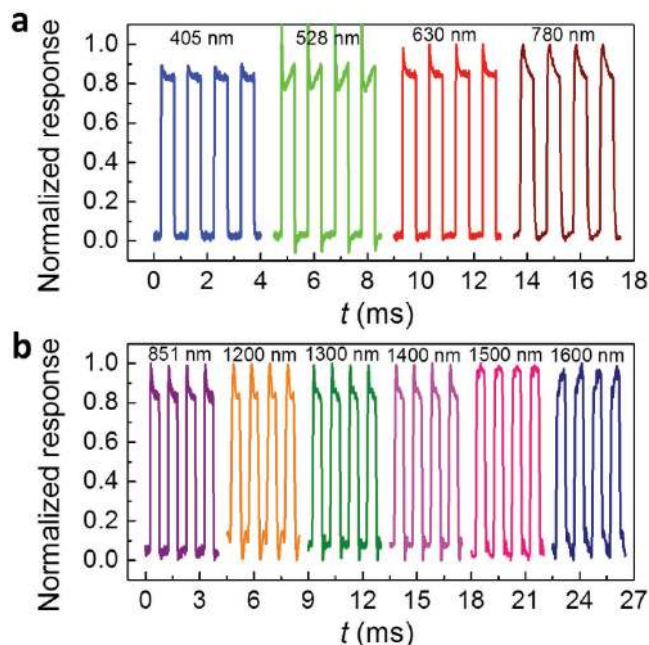 a
Normalized response
1.0
0.8
0.6
0.4
0.2
0.0
405 nm 528 nm 630 nm 780 nm
0 2 4 6 8 10 12 14 16 18
t (ms)
b
Normalized response
1.0
0.8
0.6
0.4
0.2
0.0
851 nm 1200 nm 1300 nm 1400 nm 1500 nm 1600 nm
0 3 6 9 12 15 18 21 24 27
t (ms)